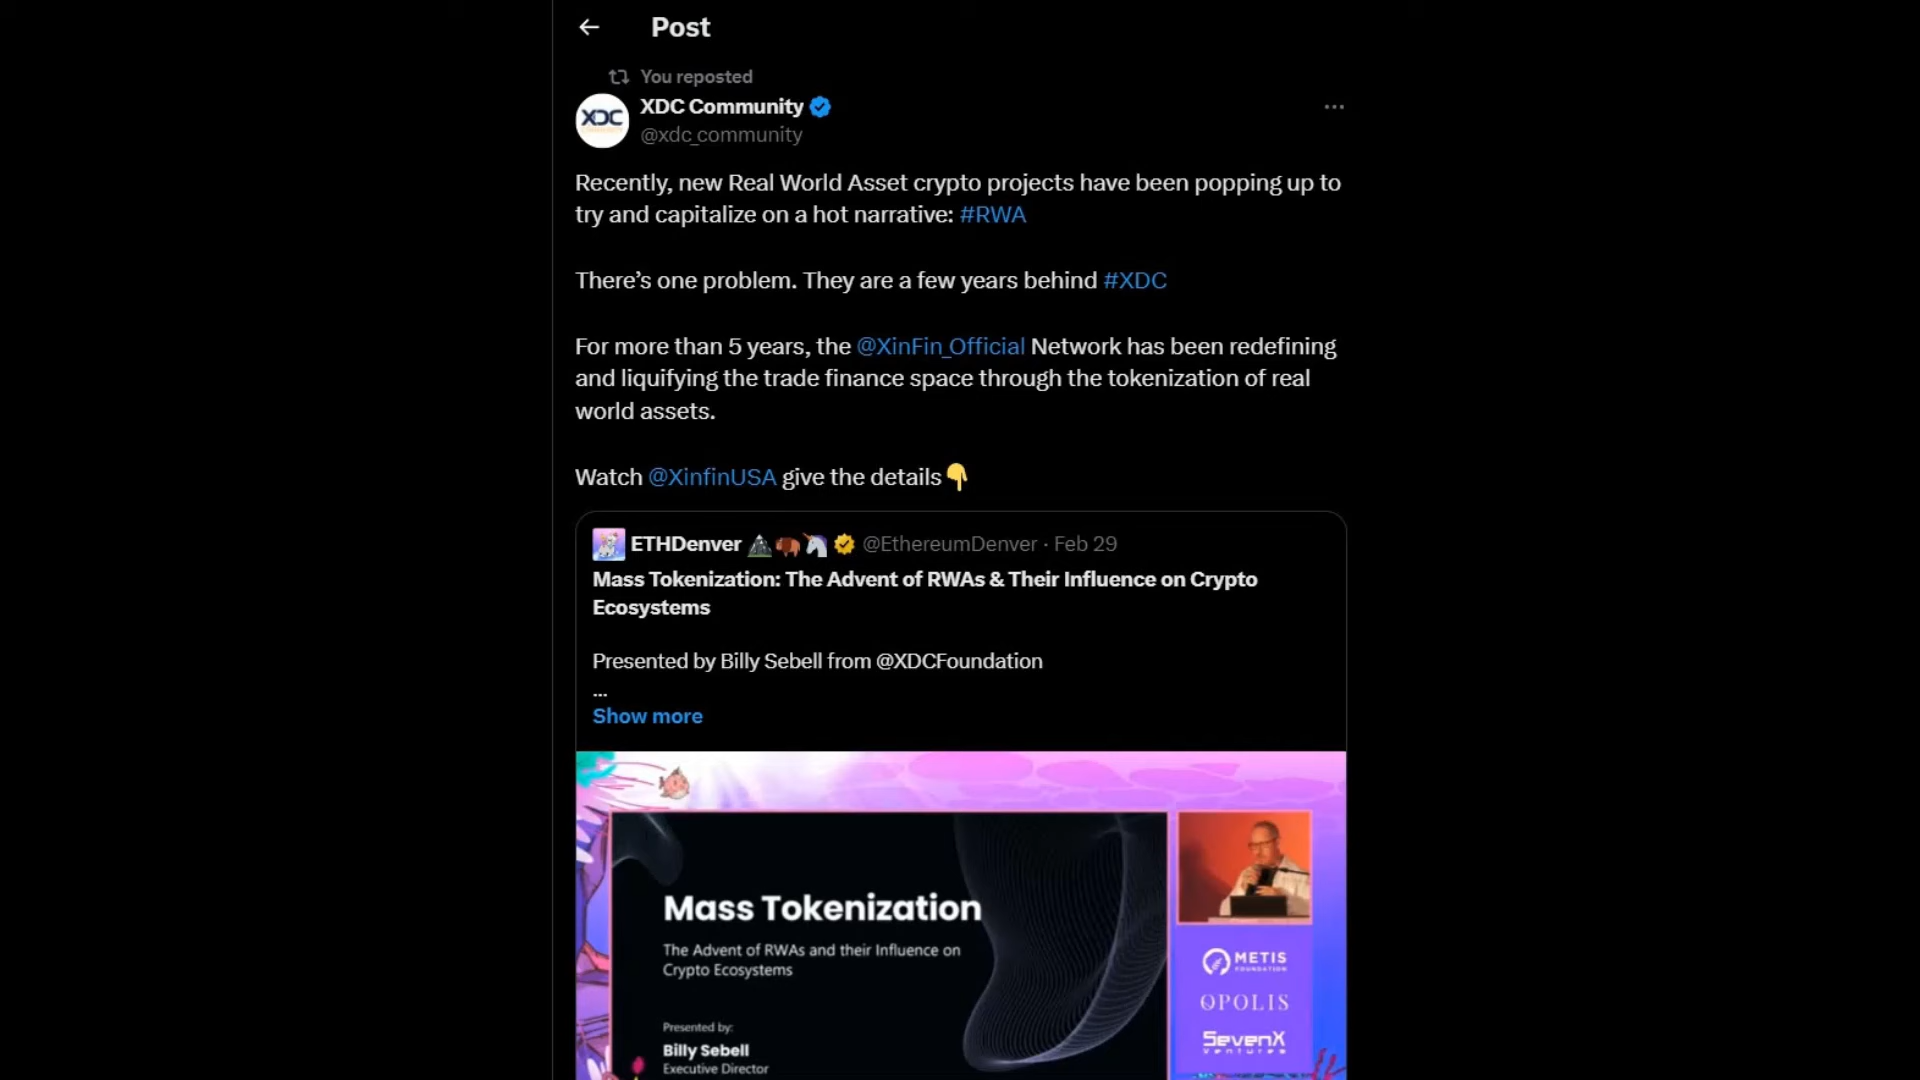 Post
You reposted
XDC Community
@xdc_community
Recently, new Real World Asset crypto projects have been popping up to
try and capitalize on a hot narrative: #RWA
There’s one problem. They are a few years behind #XDC
For more than 5 years, the @XinFin_Official Network has been redefining
and liquifying the trade finance space through the tokenization of real
world assets.
Watch @XinfinUSA give the details👇
ETHDenver 🏔🦬🦄 @EthereumDenver · Feb 29
Mass Tokenization: The Advent of RWAs & Their Influence on Crypto
Ecosystems
Presented by Billy Sebell from @XDCFoundation
...
Show more
Mass Tokenization
The Advent of RWAs and their Influence on
Crypto Ecosystems
Presented by:
Billy Sebell
Executive Director
XDC
METIS
FOUNDATION
OPOLIS
SevenX
Ventures